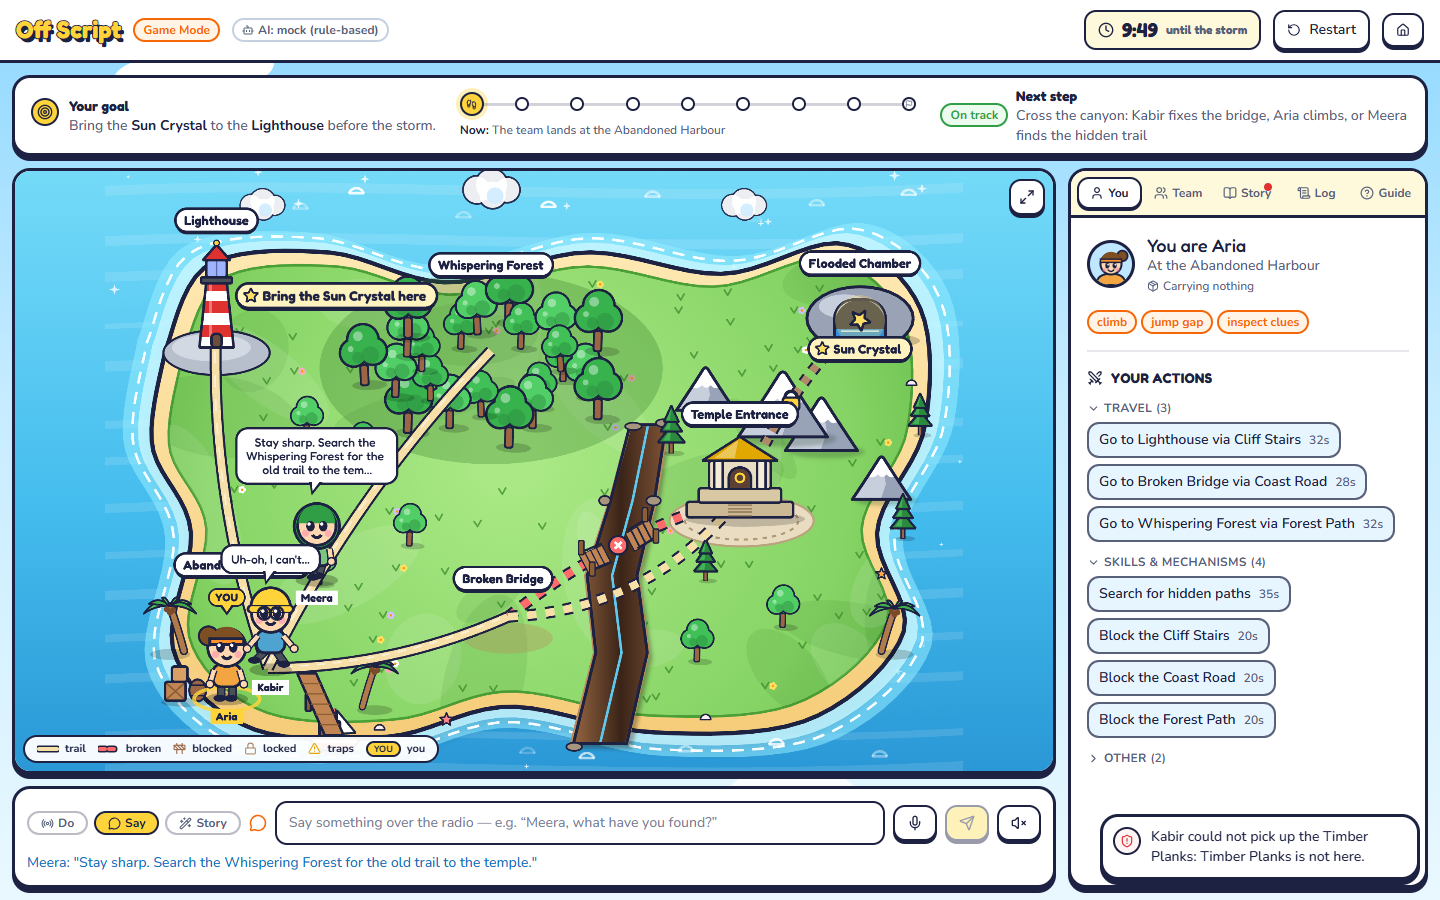 Off Script
Game Mode
AI: mock (rule-based)
9:49 until the storm
Restart
Your goal
Bring the Sun Crystal to the Lighthouse before the storm.
Now: The team lands at the Abandoned Harbour
On track
Next step
Cross the canyon: Kabir fixes the bridge, Aria climbs, or Meera
finds the hidden trail
Lighthouse
Whispering Forest
Flooded Chamber
Bring the Sun Crystal here
Sun Crystal
Temple Entrance
Stay sharp. Search the
Whispering Forest for the
old trail to the tem...
Aband
Uh-oh, I can't...
Broken Bridge
YOU
Meera
Kabir
Aria
trail
broken
blocked
locked
traps
YOU
you
Do
Say
Story
Say something over the radio — e.g. “Meera, what have you found?”
Meera: "Stay sharp. Search the Whispering Forest for the old trail to the temple."
You
Team
Story
Log
Guide
You are Aria
At the Abandoned Harbour
Carrying nothing
climb
jump gap
inspect clues
YOUR ACTIONS
TRAVEL (3)
Go to Lighthouse via Cliff Stairs 32s
Go to Broken Bridge via Coast Road 28s
Go to Whispering Forest via Forest Path 32s
SKILLS & MECHANISMS (4)
Search for hidden paths 35s
Block the Cliff Stairs 20s
Block the Coast Road 20s
Block the Forest Path 20s
OTHER (2)
Kabir could not pick up the Timber
Planks: Timber Planks is not here.